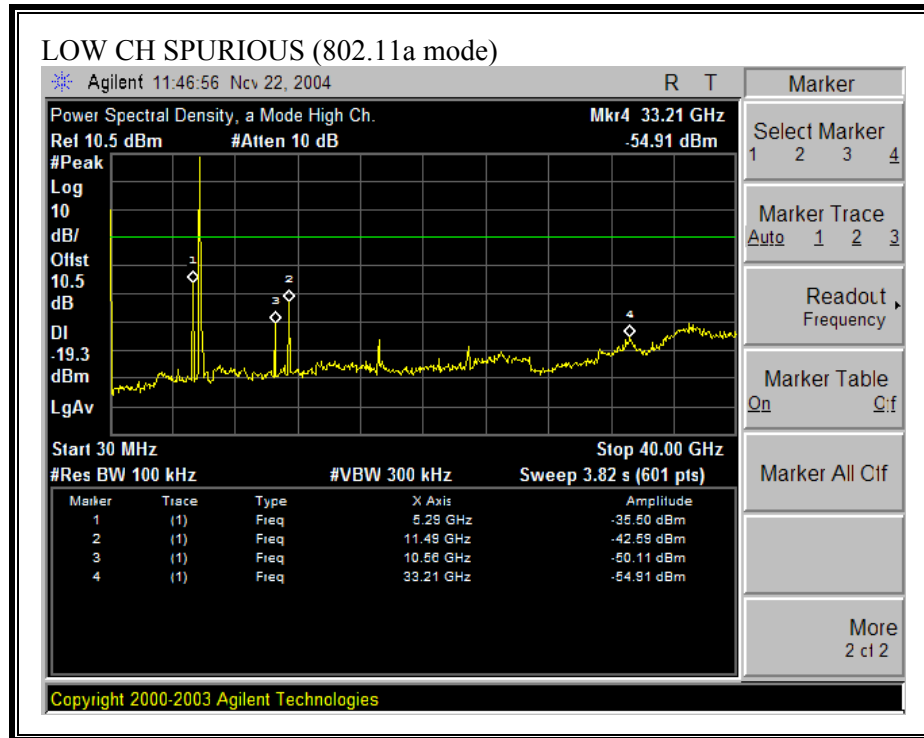 LOW CH SPURIOUS (802.11a mode)
Agilent 11:46:56 Nov 22, 2004 R T
Marker
Power Spectral Density, a Mode High Ch. Mkr4 33.21 GHz
Ref 10.5 dBm #Atten 10 dB -54.91 dBm
#Peak
Log
10
dB/
Offst
10.5
dB
DI
-19.3
dBm
LgAv
1
2
3
4
Start 30 MHz Stop 40.00 GHz
#Res BW 100 kHz #VBW 300 kHz Sweep 3.82 s (601 pts)
Marker Trace Type X Axis Amplitude
1 (1) Freq 5.29 GHz -35.50 dBm
2 (1) Freq 11.49 GHz -42.59 dBm
3 (1) Freq 10.56 GHz -50.11 dBm
4 (1) Freq 33.21 GHz -54.91 dBm
Select Marker
1 2 3 4
Marker Trace
Auto 1 2 3
Readout
Frequency
Marker Table
On Off
Marker All Off
More
2 of 2
Copyright 2000-2003 Agilent Technologies